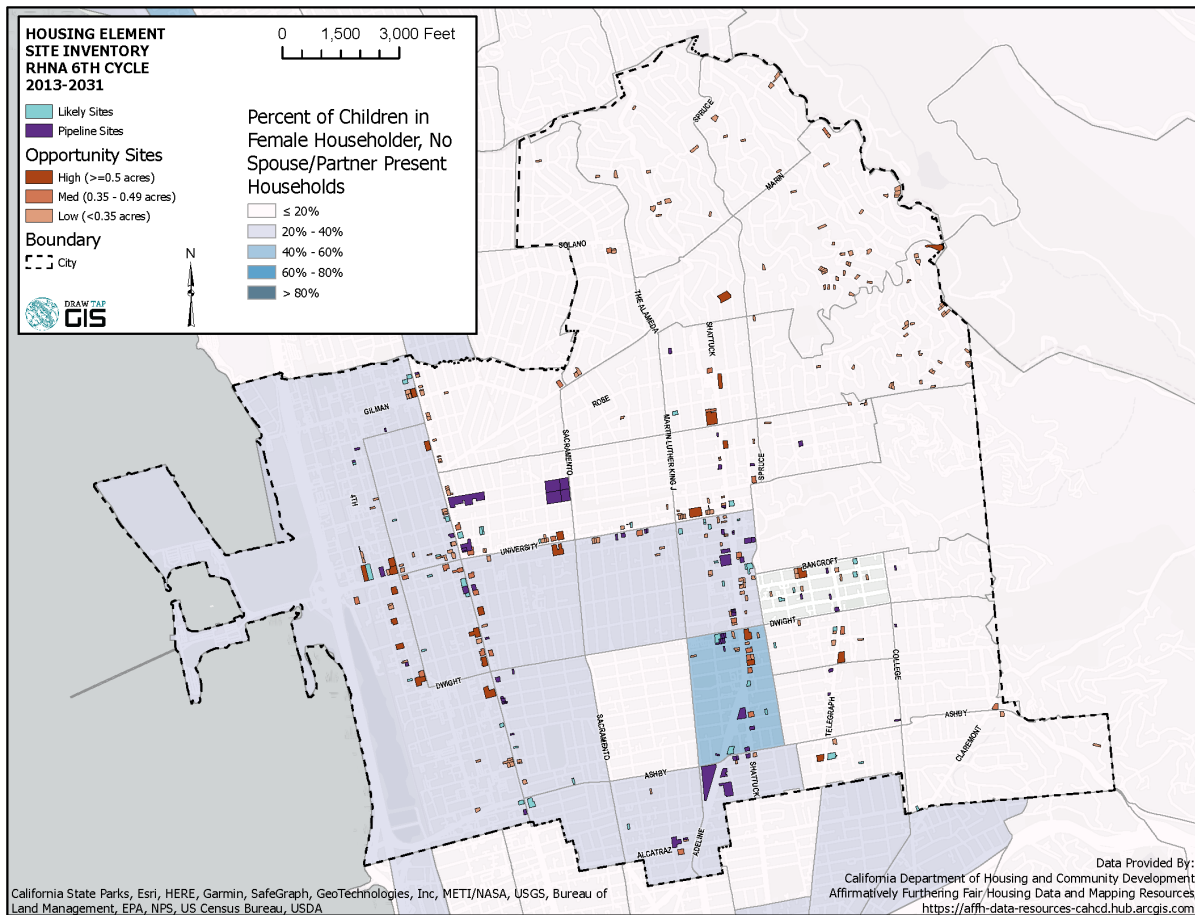 HOUSING ELEMENT
SITE INVENTORY
RHNA 6TH CYCLE
2013-2031
0 1,500 3,000 Feet
Likely Sites
Pipeline Sites
Opportunity Sites
High (>=0.5 acres)
Med (0.35 - 0.49 acres)
Low (<0.35 acres)
Boundary
City
N
DRAW TAP
GIS
Percent of Children in
Female Householder, No
Spouse/Partner Present
Households
≤ 20%
20% - 40%
40% - 60%
60% - 80%
> 80%
SPRUCE
MARIN
SOLANO
THE ALAMEDA
SHATTUCK
GILMAN
ROSE
SACRAMENTO
MARTIN LUTHER KING J
SPRUCE
4TH
UNIVERSITY
BANCROFT
DWIGHT
DWIGHT
COLLEGE
SACRAMENTO
TELEGRAPH
ASHBY
CLAREMONT
ASHBY
SHATTUCK
ADELINE
ALCATRAZ
California State Parks, Esri, HERE, Garmin, SafeGraph, GeoTechnologies, Inc, METI/NASA, USGS, Bureau of
Land Management, EPA, NPS, US Census Bureau, USDA
Data Provided By:
California Department of Housing and Community Development
Affirmatively Furthering Fair Housing Data and Mapping Resources
https://affh-data-resources-cahcd.hub.arcgis.com